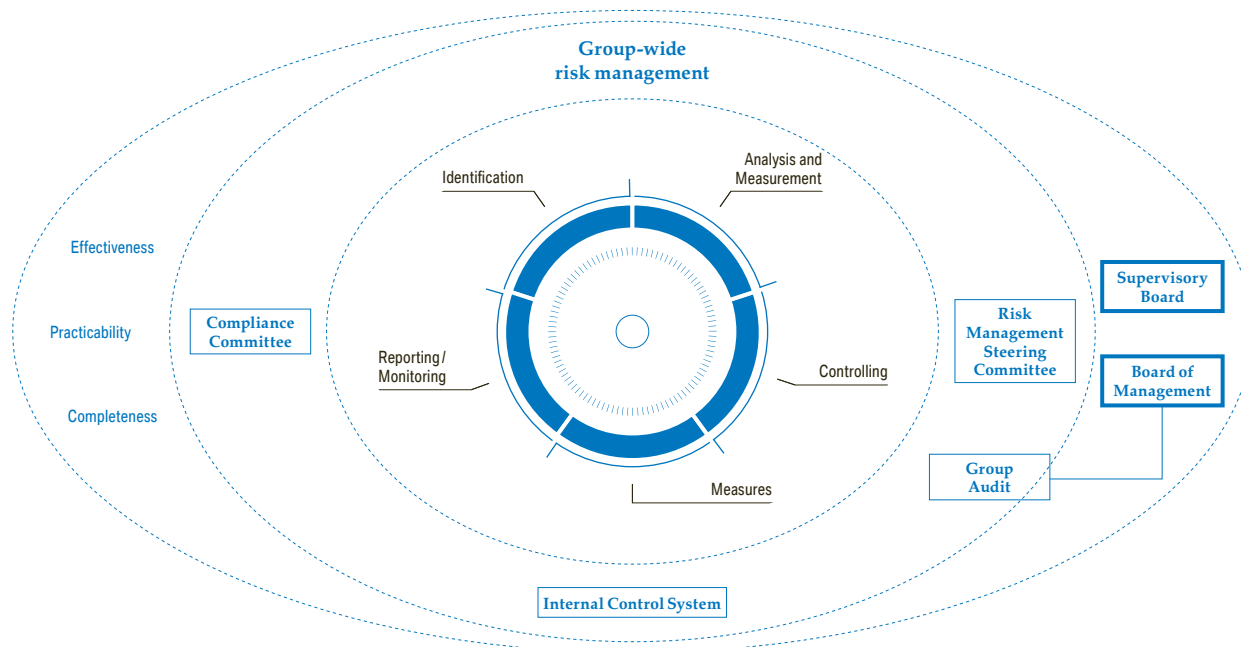 Group-wide
risk management
Analysis and
Measurement
Identification
Effectiveness
Supervisory
Board
Practicability
Compliance
Committee
Risk
Management
Steering
Committee
Reporting/
Monitoring
Controlling
Board of
Management
Completeness
Group
Audit
Measures
Internal Control System